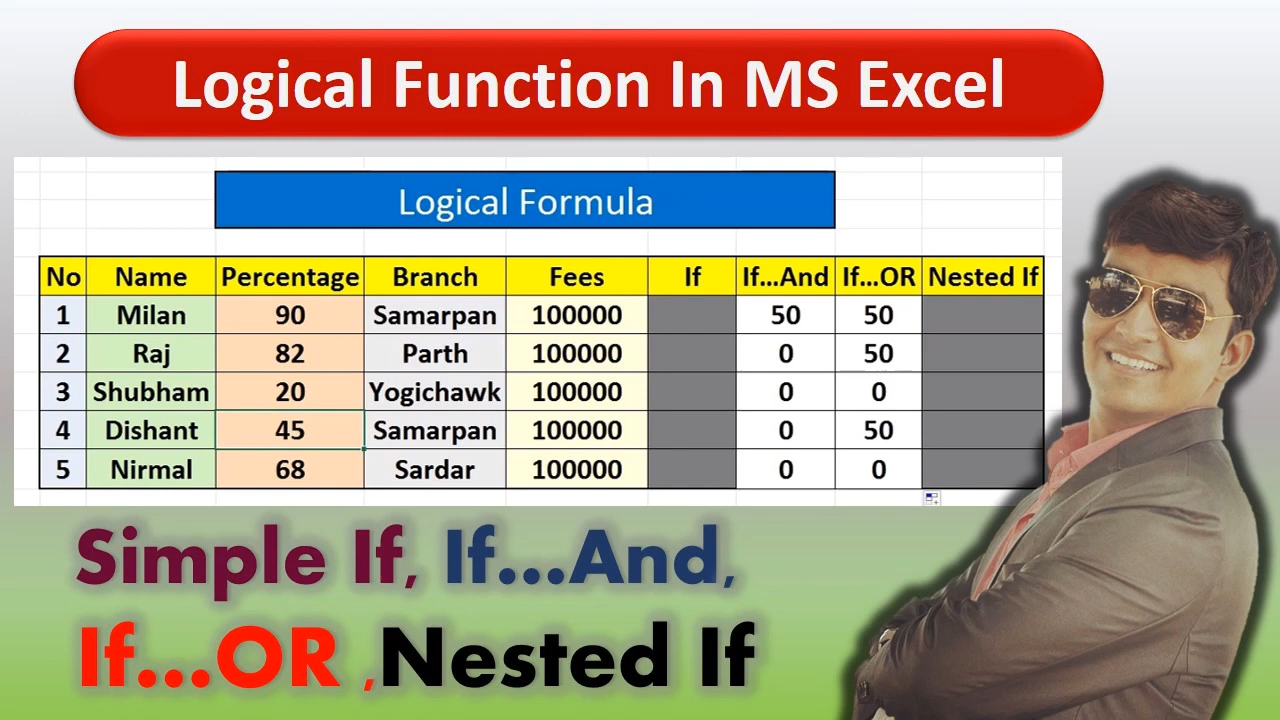 Logical Function In MS Excel
Logical Formula
No Name Percentage Branch Fees If If...And If...OR Nested If
1 Milan 90 Samarpan 100000 50 50
2 Raj 82 Parth 100000 0 50
3 Shubham 20 Yogichawk 100000 0 0
4 Dishant 45 Samarpan 100000 0 50
5 Nirmal 68 Sardar 100000 0 0
Simple If, If...And,
If...OR ,Nested If